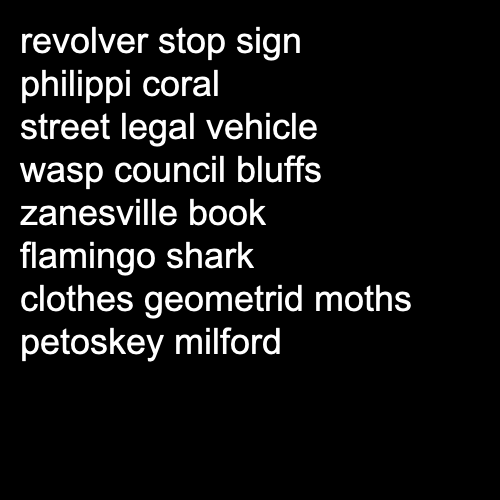 revolver stop sign
philippi coral
street legal vehicle
wasp council bluffs
zanesville book
flamingo shark
clothes geometrid moths
petoskey milford